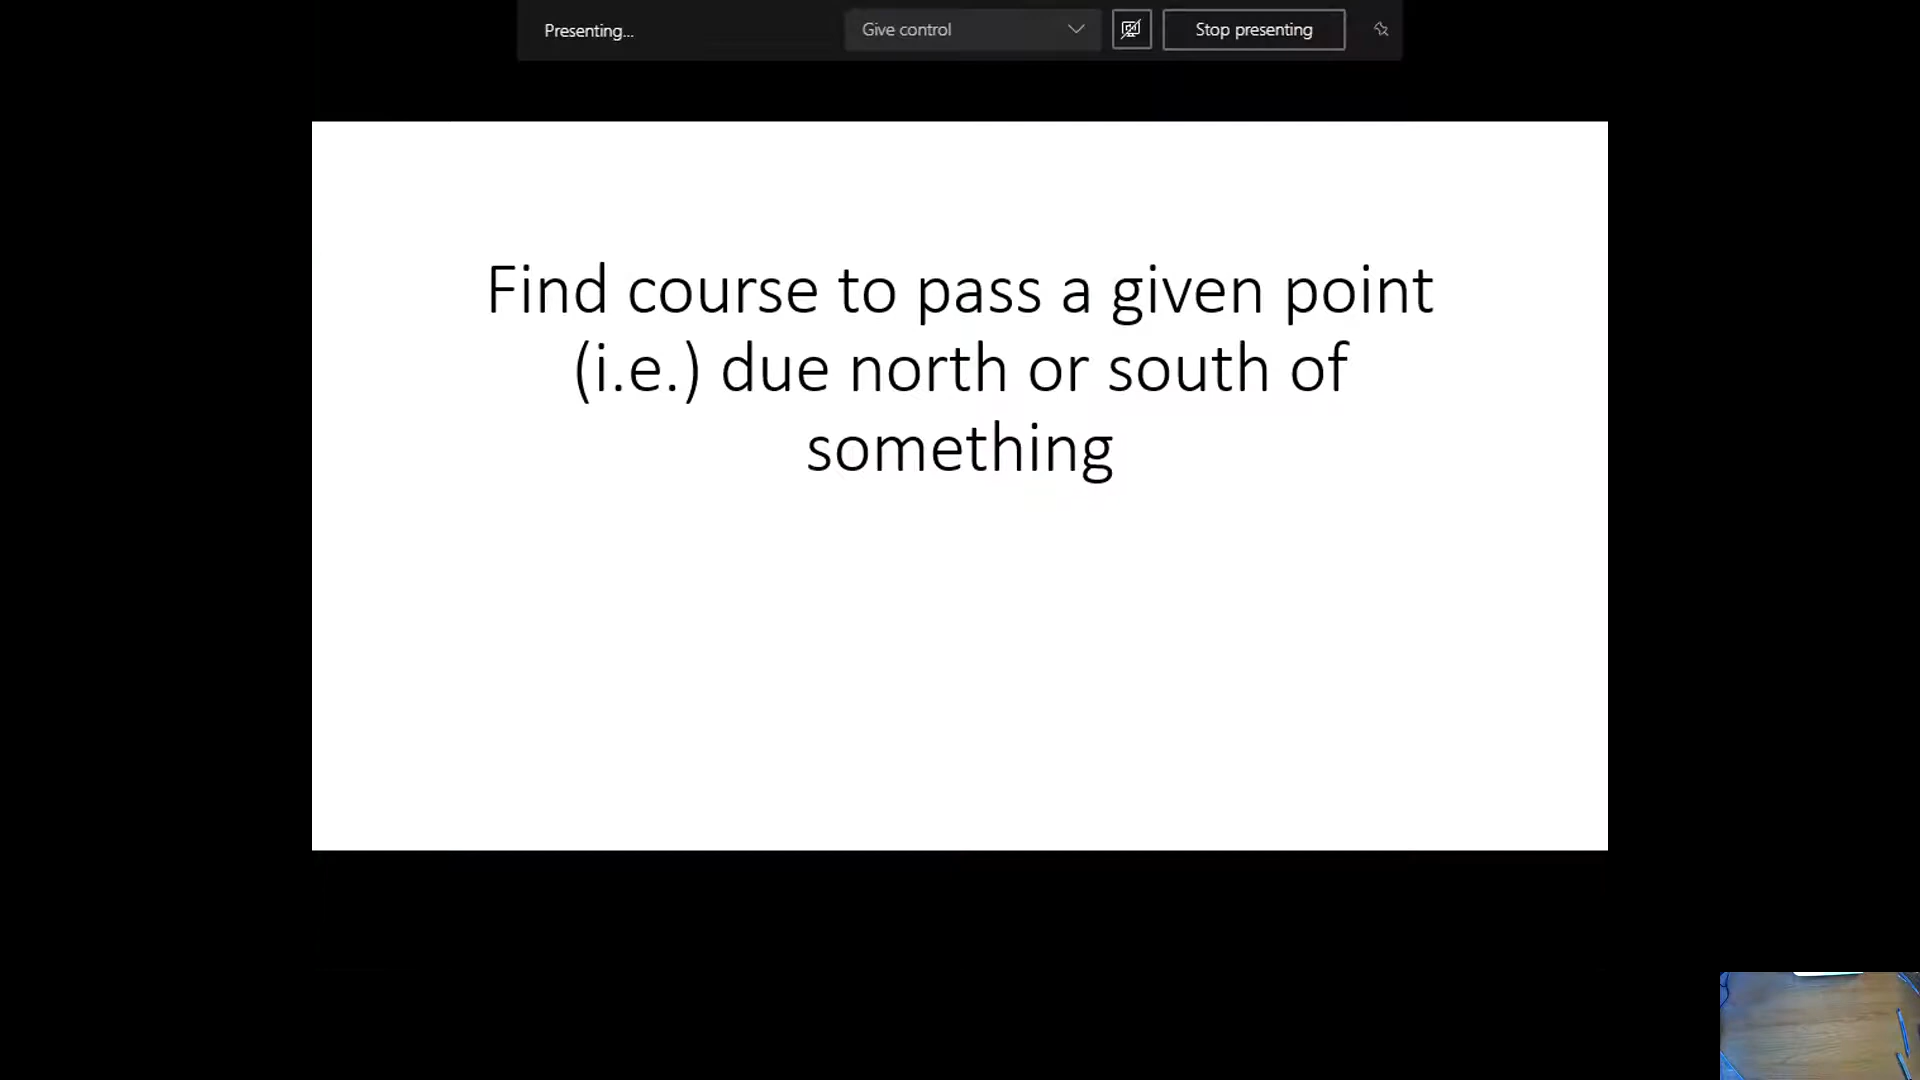 Presenting...
Give control
Stop presenting
Find course to pass a given point
(i.e.) due north or south of
something